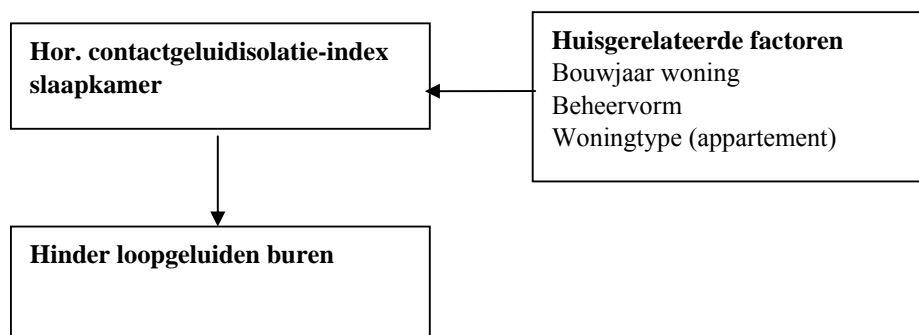 Hor. contactgeluidisolatie-index
slaapkamer
Huisgerelateerde factoren
Bouwjaar woning
Beheervorm
Woningtype (appartement)
Hinder loopgeluiden buren